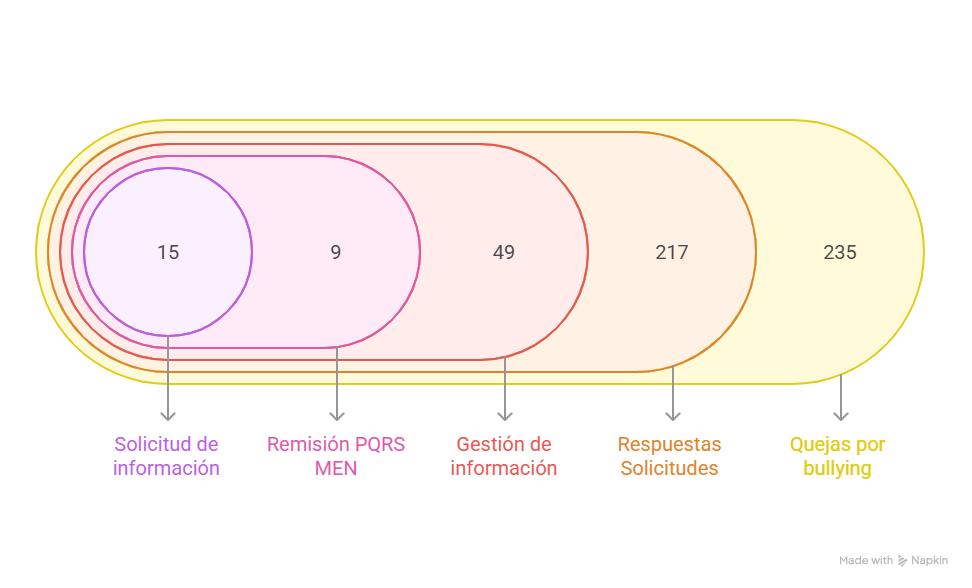 15
9
49
217
235
Solicitud de
información
Remisión PQRS
MEN
Gestión de
información
Respuestas
Solicitudes
Quejas por
bullying
Made with Napkin